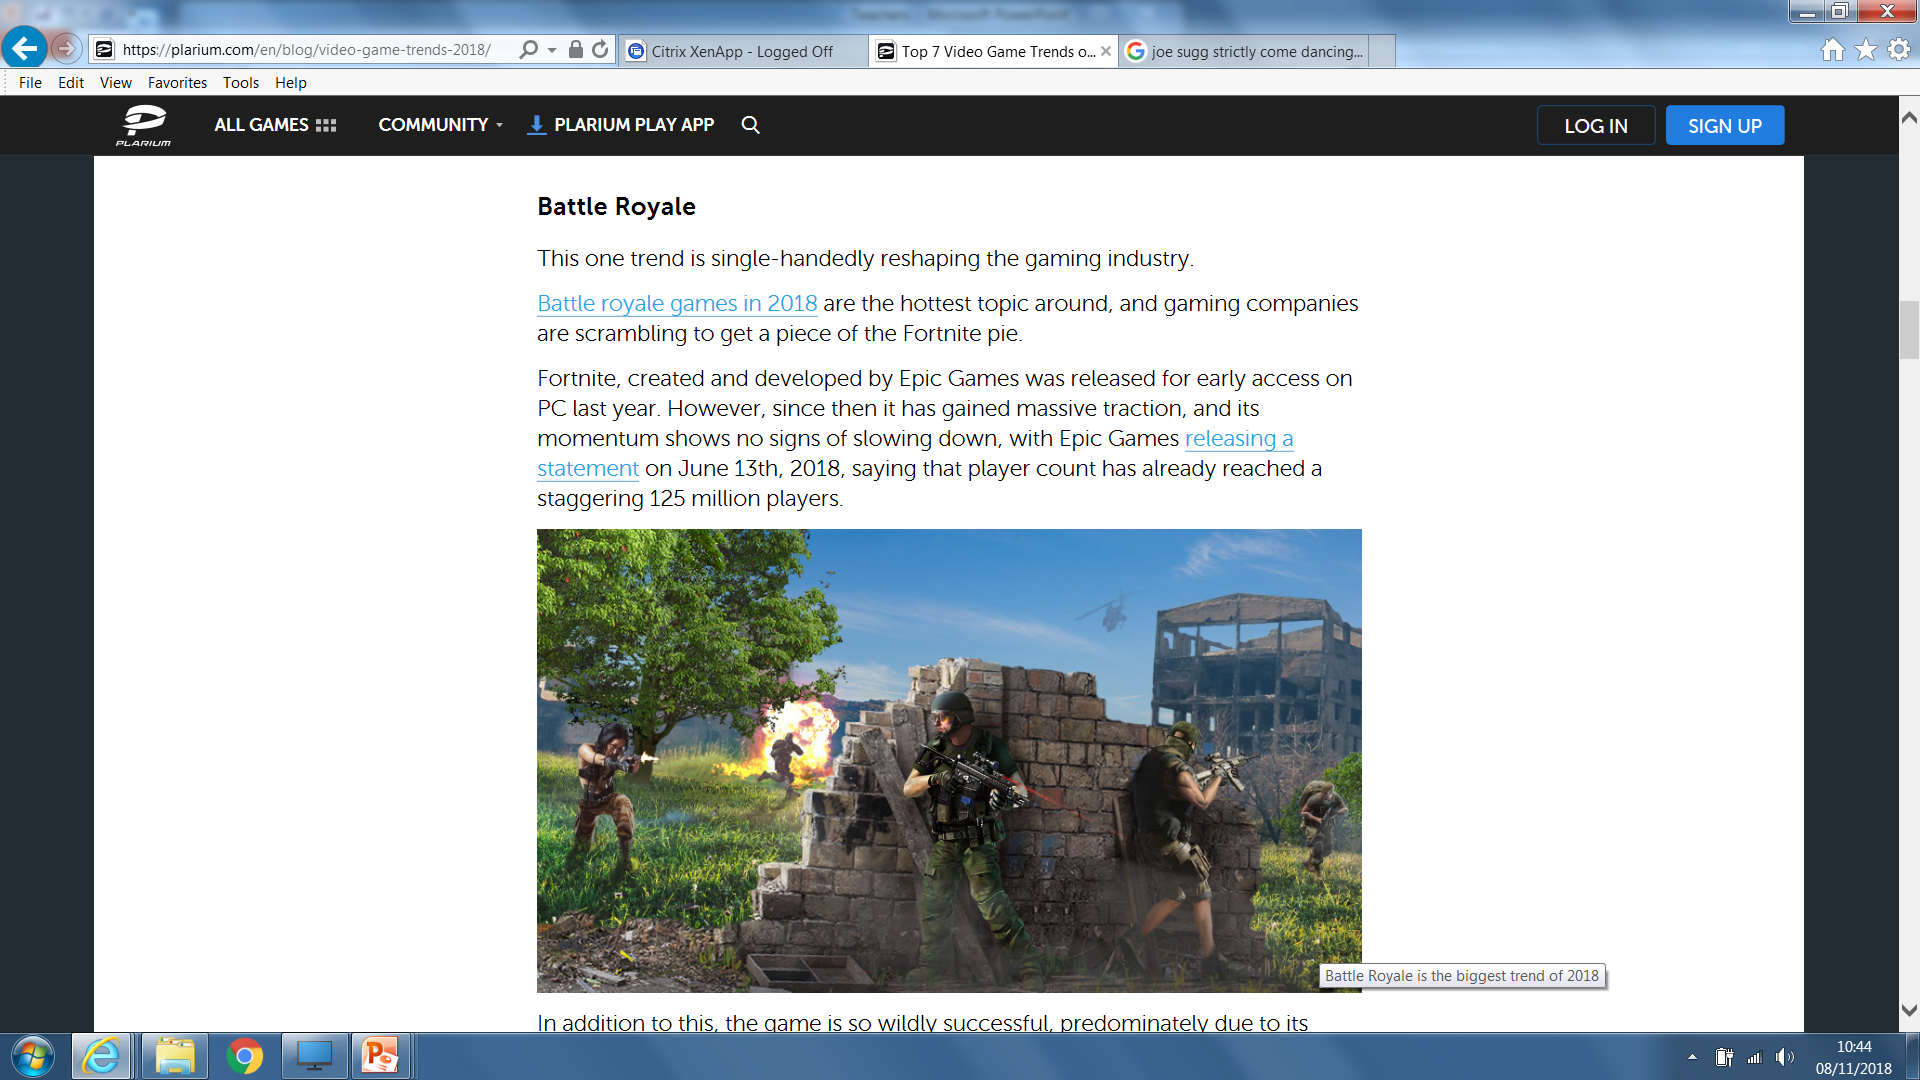 Teachers - Microsoft PowerPoint
https://plarium.com/en/blog/video-game-trends-2018/
Citrix XenApp - Logged Off
Top 7 Video Game Trends o...
joe sugg strictly come dancing...
File Edit View Favorites Tools Help
PLARIUM
ALL GAMES
COMMUNITY
PLARIUM PLAY APP
LOG IN
SIGN UP
Battle Royale
This one trend is single-handedly reshaping the gaming industry.
Battle royale games in 2018 are the hottest topic around, and gaming companies
are scrambling to get a piece of the Fortnite pie.
Fortnite, created and developed by Epic Games was released for early access on
PC last year. However, since then it has gained massive traction, and its
momentum shows no signs of slowing down, with Epic Games releasing a
statement on June 13th, 2018, saying that player count has already reached a
staggering 125 million players.
Battle Royale is the biggest trend of 2018
In addition to this, the game is so wildly successful, predominately due to its
10:44
08/11/2018